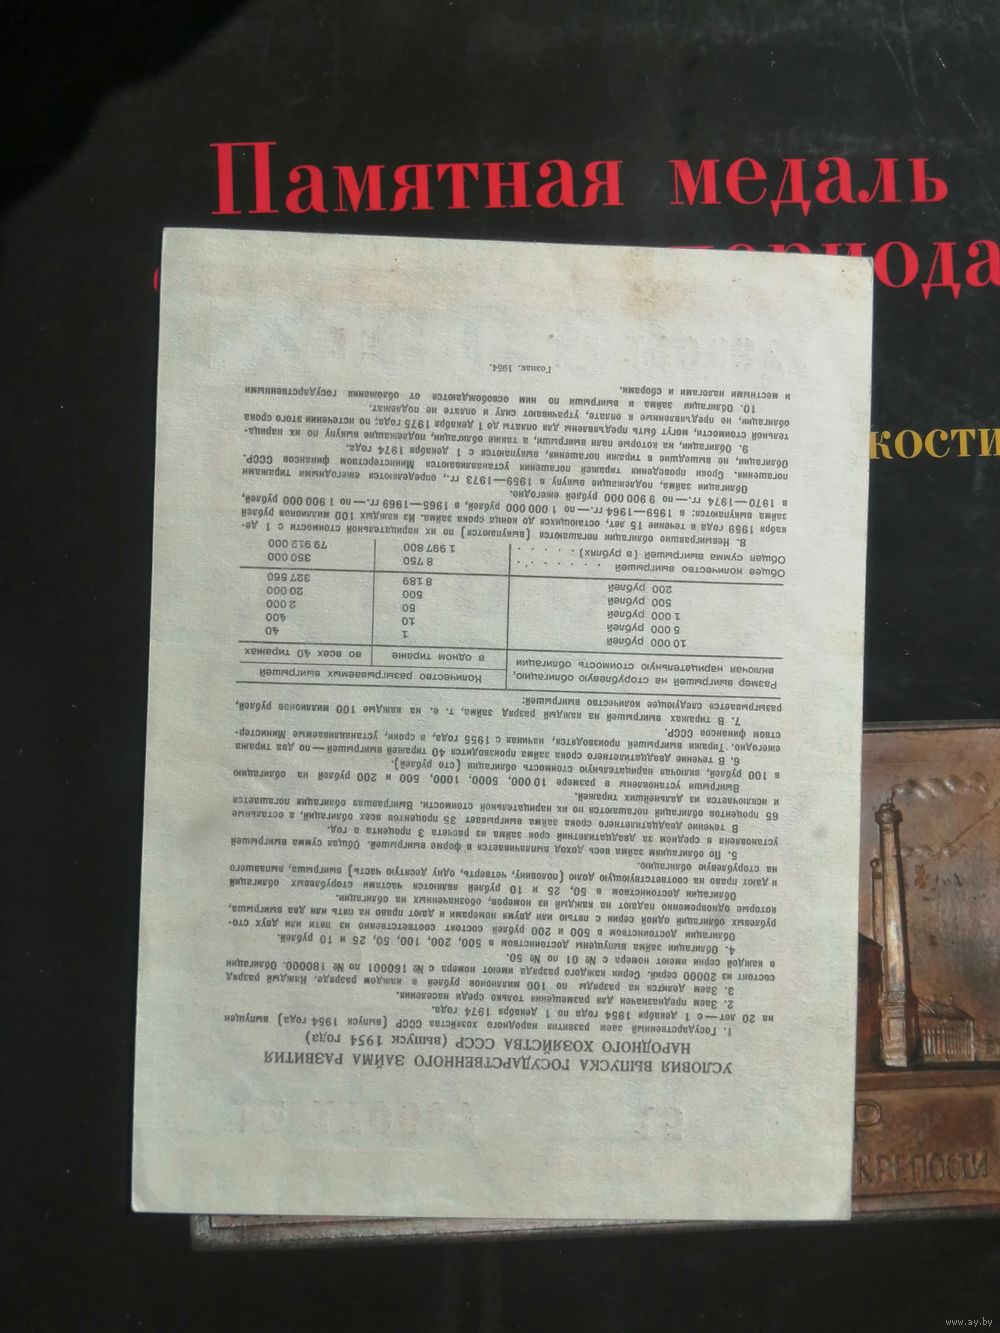 Памятная медаль
периода
КОСТИ
УСЛОВИЯ ВЫПУСКА ГОСУДАРСТВЕННОГО ЗАЙМА РАЗВИТИЯ
НАРОДНОГО ХОЗЯЙСТВА СССР (выпуск 1954 года)
1. Государственный заем развития народного хозяйства СССР (выпуск 1954 года) выпущен
на 20 лет—с 1 декабря 1954 года по 1 декабря 1974 года.
2. Заем предназначен для размещения только среди населения.
3. Заем делится на разряды по 100 миллионов рублей в каждом разряде. Каждый разряд
состоит из 20000 серий. Серии каждого разряда имеют номера с № 160001 по № 180000. Облигации
в каждой серии имеют номера с № 01 по № 50.
4. Облигации займа выпущены достоинством в 500, 200, 100, 50, 25 и 10 рублей.
Облигации достоинством в 500 и 200 рублей состоят соответственно из пяти или двух сто-
рублевых облигаций одной серии с пятью или двумя номерами и дают право на пять или два выигрыша,
которые одновременно падают на каждый из номеров, обозначенных на облигации.
Облигации достоинством в 50, 25 и 10 рублей являются частями сторублевых облигаций
и дают право на соответствующую долю (половину, четверть, одну десятую часть) выигрыша, выпавшего
на сторублевую облигацию.
5. По облигациям займа весь доход выплачивается в форме выигрышей. Общая сумма выигрышей
установлена в среднем за двадцатилетний срок займа из расчета 3 процента в год.
В течение двадцатилетнего срока займа выигрывает 35 процентов всех облигаций, а остальные
65 процентов облигаций погашаются по их нарицательной стоимости. Выигравшая облигация погашается
и исключается из дальнейших тиражей.
Выигрыши установлены в размере 10 000, 5000, 1000, 500 и 200 рублей на облигацию
в 100 рублей, включая нарицательную стоимость облигации (сто рублей).
6. В течение двадцатилетнего срока займа производится 40 тиражей выигрышей—по два тиража
ежегодно. Тиражи выигрышей производятся, начиная с 1955 года, в сроки, устанавливаемые Министер-
ством финансов СССР.
7. В тиражах выигрышей на каждый разряд займа, т. е. на каждые 100 миллионов рублей,
разыгрывается следующее количество выигрышей:
Размер выигрышей на сторублевую облигацию,
включая нарицательную стоимость облигации
Количество разыгрываемых выигрышей
в одном тираже во всех 40 тиражах
10 000 рублей 1 40
5 000 рублей 10 400
1 000 рублей 50 2 000
500 рублей 500 20 000
200 рублей 8 189 327 560
Общее количество выигрышей . . . . . . . 8 750 350 000
Общая сумма выигрышей (в рублях) . . . . . 1 997 800 79 912 000
8. Невыигравшие облигации погашаются (выкупаются) по их нарицательной стоимости с 1 де-
кабря 1959 года в течение 15 лет, остающихся до конца срока займа. Из каждых 100 миллионов рублей
займа выкупаются: в 1959—1964 гг.—по 1 000 000 рублей, в 1965—1969 гг.—по 1 900 000 рублей,
в 1970—1974 гг.—по 9 900 000 рублей ежегодно.
Облигации займа, подлежащие выкупу в 1959—1973 гг., определяются ежегодными тиражами
погашения. Сроки проведения тиражей погашения устанавливаются Министерством финансов СССР.
Облигации, не вышедшие в тиражи погашения, выкупаются с 1 декабря 1974 года.
9. Облигации, на которые пали выигрыши, а также облигации, подлежащие выкупу по их нарица-
тельной стоимости, могут быть предъявлены для оплаты до 1 декабря 1975 года; по истечении этого срока
облигации, не предъявленные к оплате, утрачивают силу и оплате не подлежат.
10. Облигации займа и выигрыши по ним освобождаются от обложения государственными
и местными налогами и сборами.
Гознак. 1954.
Р
КРЕПОСТИ
www.ay.by